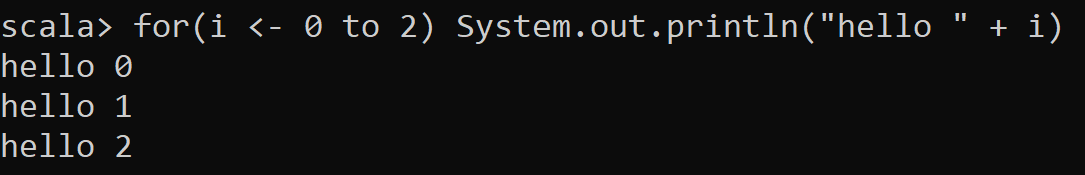 scala> for(i <- 0 to 2) System.out.println("hello " + i)
hello 0
hello 1
hello 2